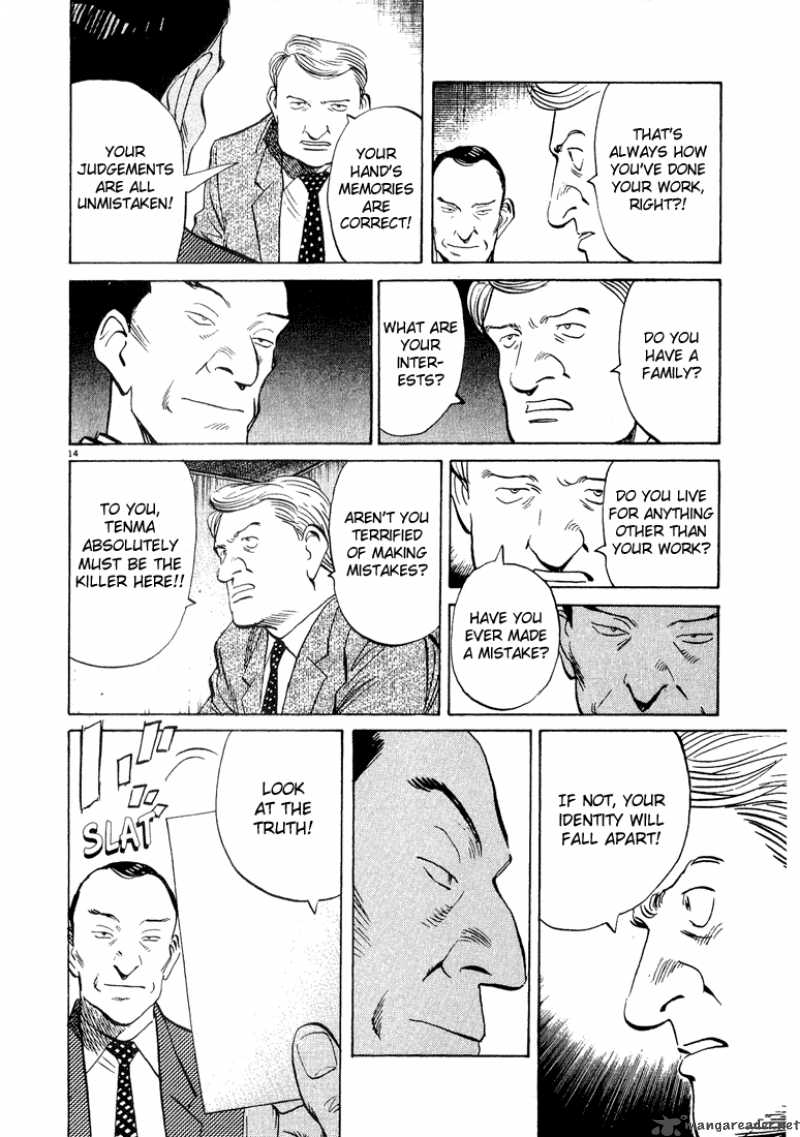 THAT'S
ALWAYS HOW
YOU'VE DONE
YOUR WORK,
RIGHT?!
YOUR
HAND'S
MEMORIES
ARE
CORRECT!
YOUR
JUDGEMENTS
ARE ALL
UNMISTAKEN!
DO YOU
HAVE A
FAMILY?
WHAT ARE
YOUR
INTER-
ESTS?
14
DO YOU LIVE
FOR ANYTHING
OTHER THAN
YOUR WORK?
HAVE YOU
EVER MADE
A MISTAKE?
AREN'T YOU
TERRIFIED
OF MAKING
MISTAKES?
TO YOU,
TENMA
ABSOLUTELY
MUST BE THE
KILLER HERE!!
IF NOT, YOUR
IDENTITY WILL
FALL APART!
LOOK
AT THE
TRUTH!
SLAT
mangareader.net